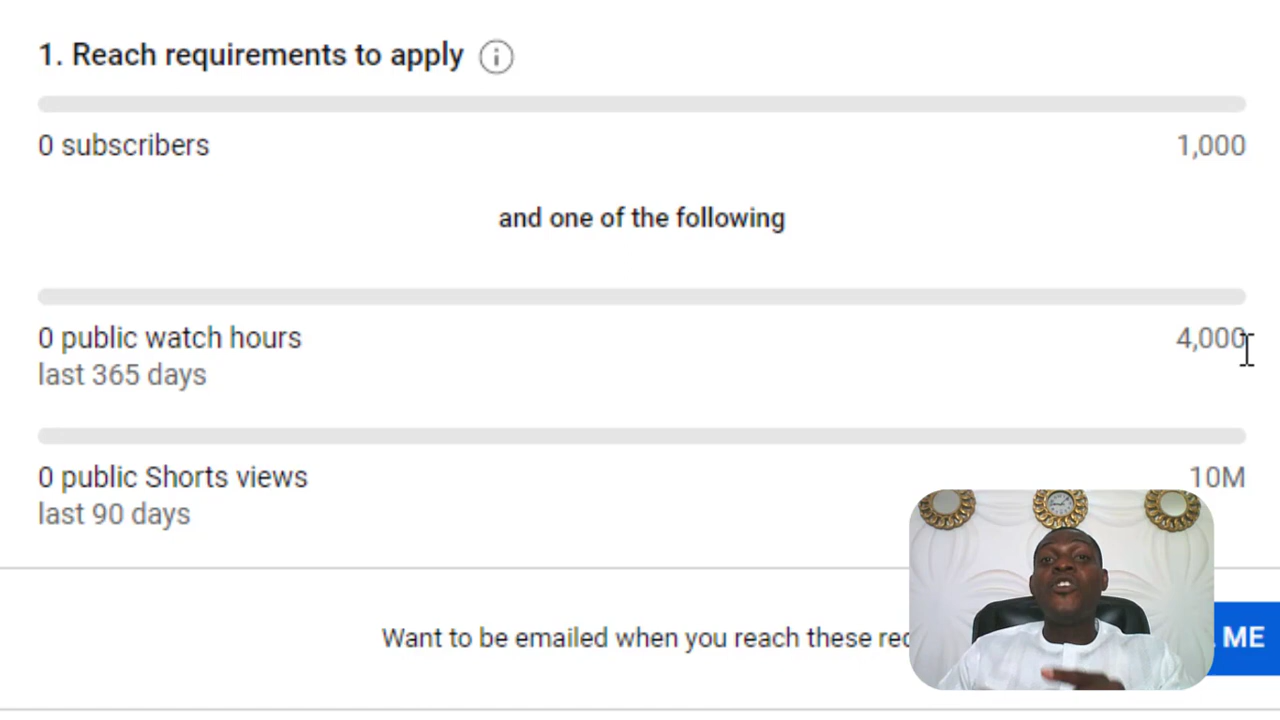 1. Reach requirements to apply
0 subscribers 1,000
and one of the following
0 public watch hours 4,000
last 365 days
0 public Shorts views 10M
last 90 days
Want to be emailed when you reach these ME